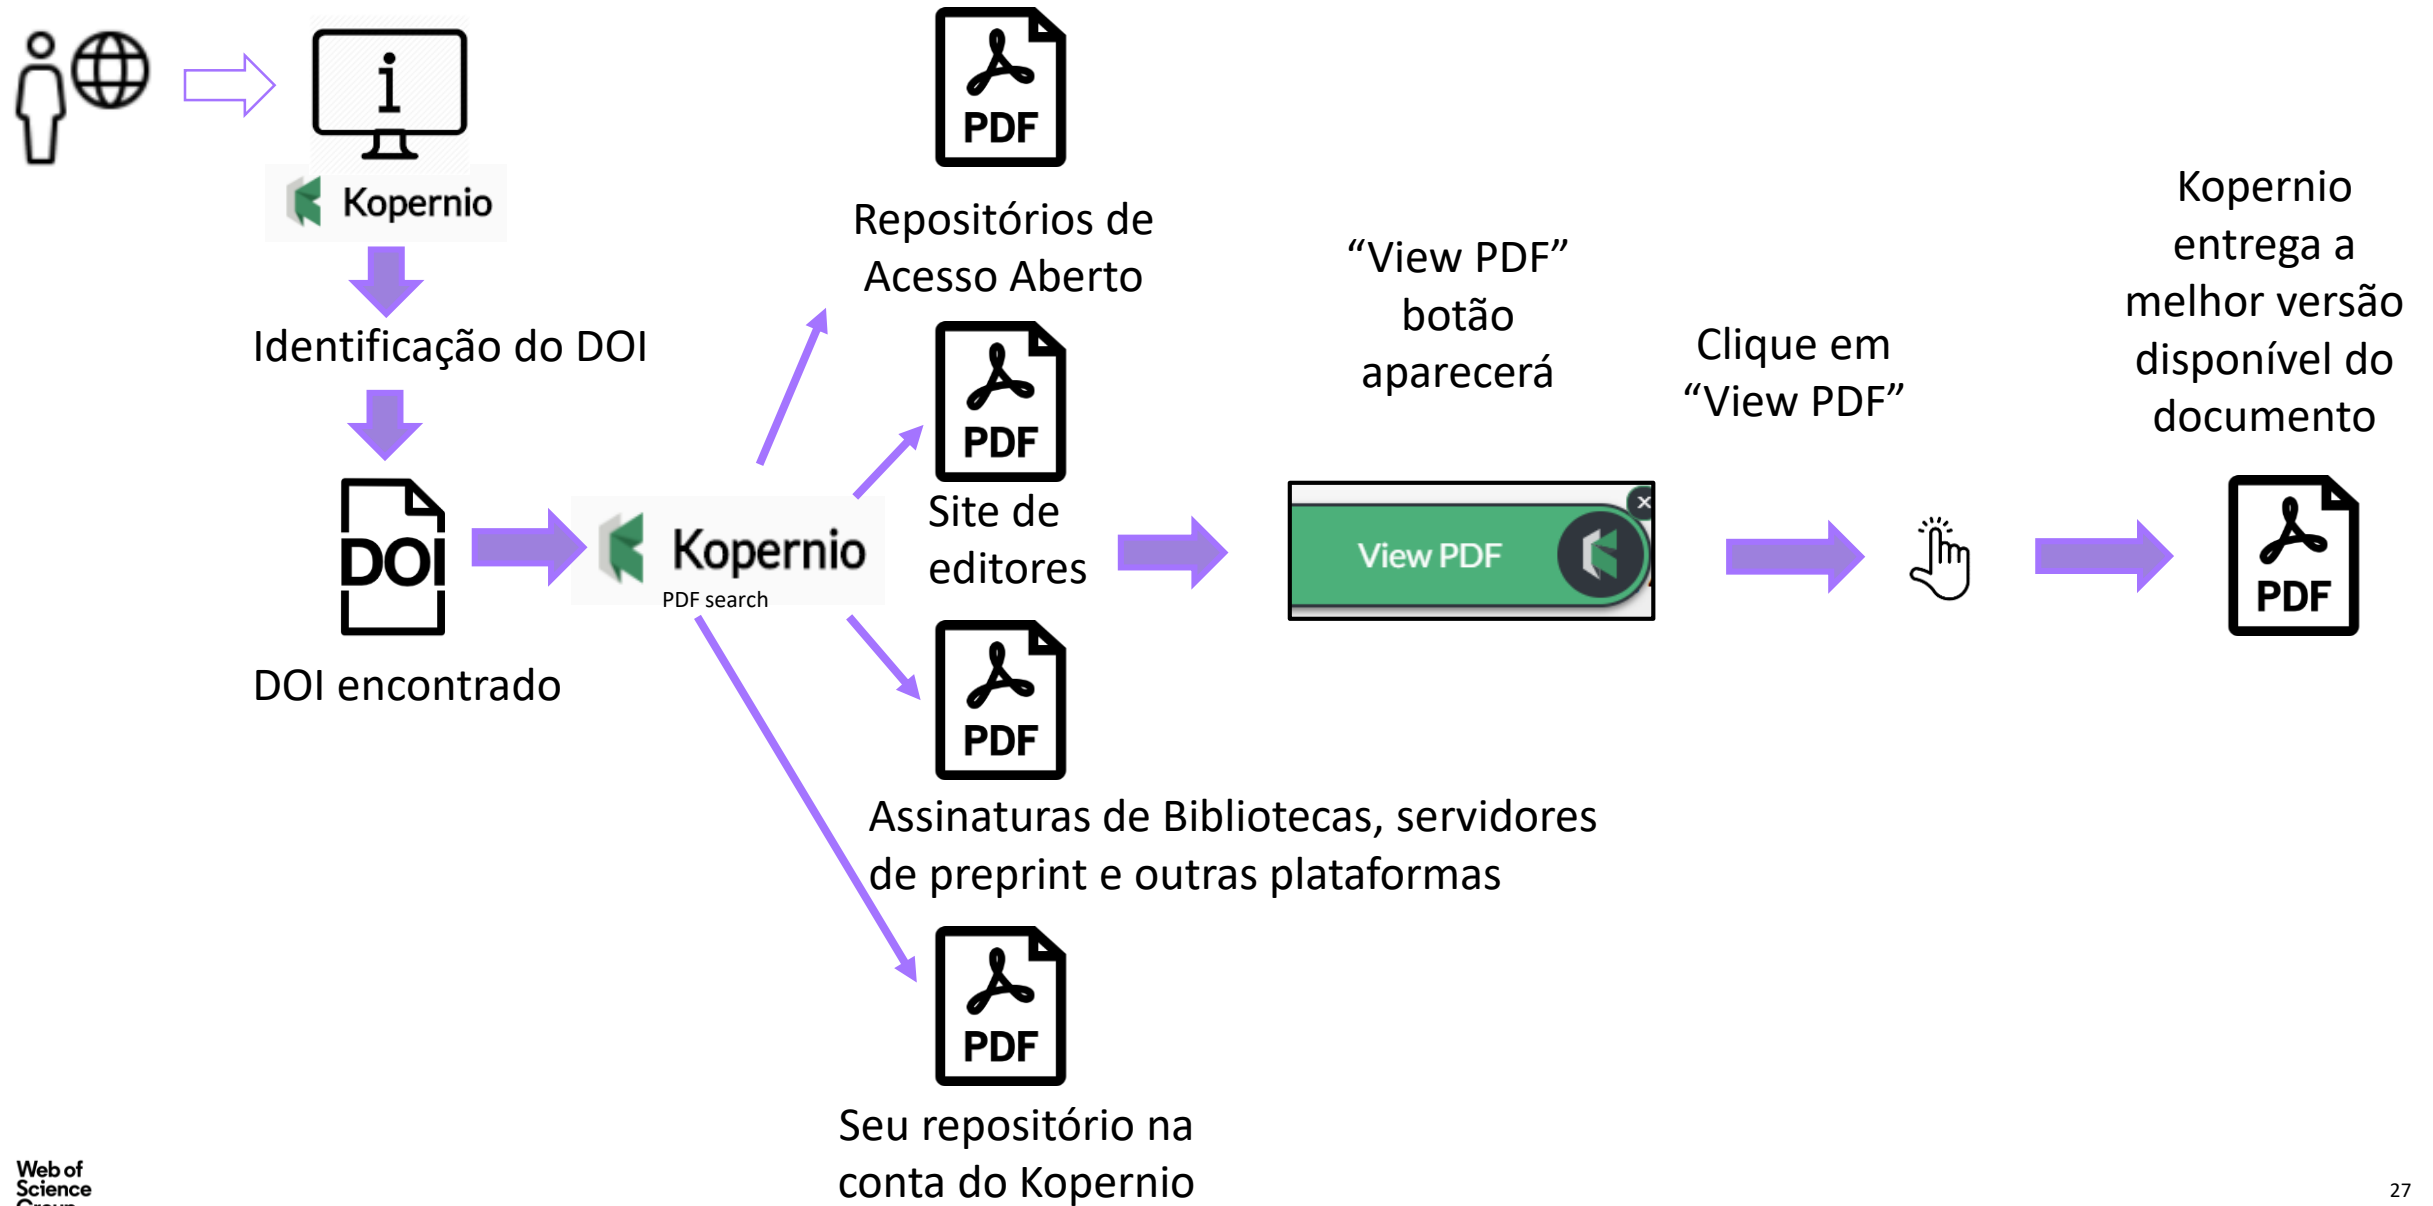 i
Kopernio
Identificação do DOI
DOI
DOI encontrado
Kopernio
PDF search
PDF
Repositórios de
Acesso Aberto
PDF
Site de
editores
PDF
Assinaturas de Bibliotecas, servidores
de preprint e outras plataformas
PDF
Seu repositório na
conta do Kopernio
“View PDF”
botão
aparecerá
View PDF
x
Clique em
“View PDF”
Kopernio
entrega a
melhor versão
disponível do
documento
PDF
Web of
Science
Group
27